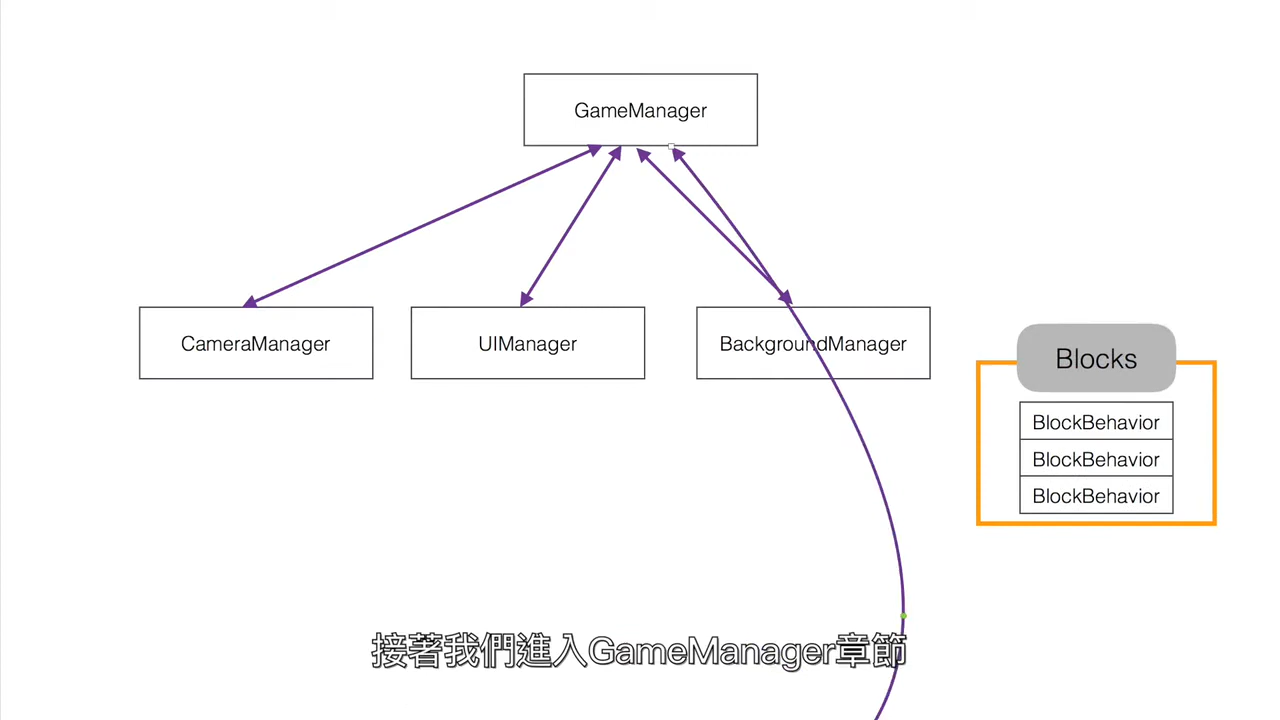 GameManager
CameraManager
UIManager
BackgroundManager
Blocks
BlockBehavior
BlockBehavior
BlockBehavior
接著我們進入GameManager章節